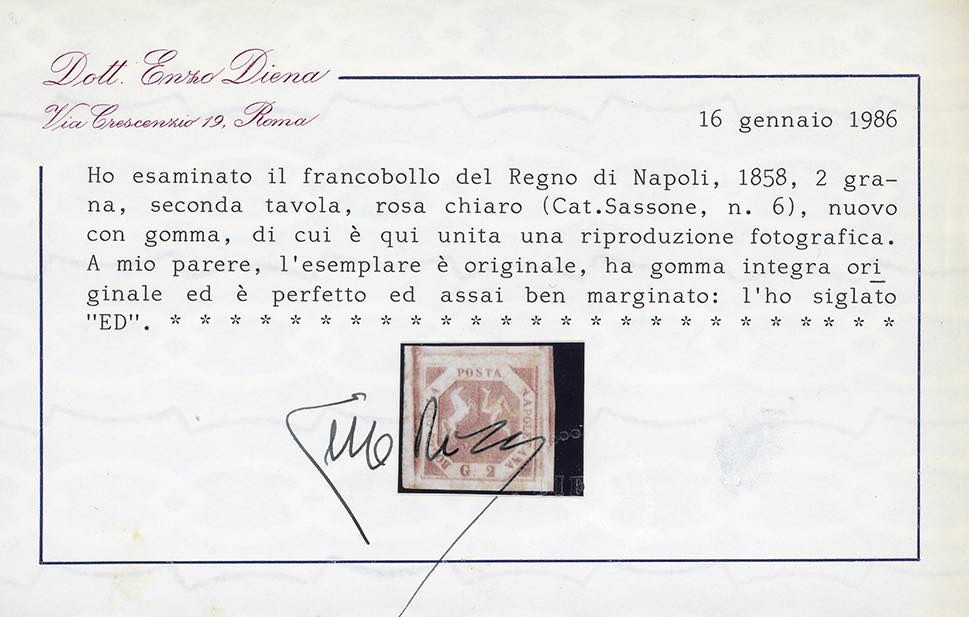 Dott. Enzo Diena
Via Crescenzio 19, Roma
16 gennaio 1986
Ho esaminato il francobollo del Regno di Napoli, 1858, 2 gra-
na, seconda tavola, rosa chiaro (Cat.Sassone, n. 6), nuovo
con gomma, di cui è qui unita una riproduzione fotografica.
A mio parere, l'esemplare è originale, ha gomma integra ori
ginale ed è perfetto ed assai ben marginato: l'ho siglato
"ED". * * * * * * * * * * * * * * * * * * * * * * * * *
POSTA
NAPOLETANA
G 2